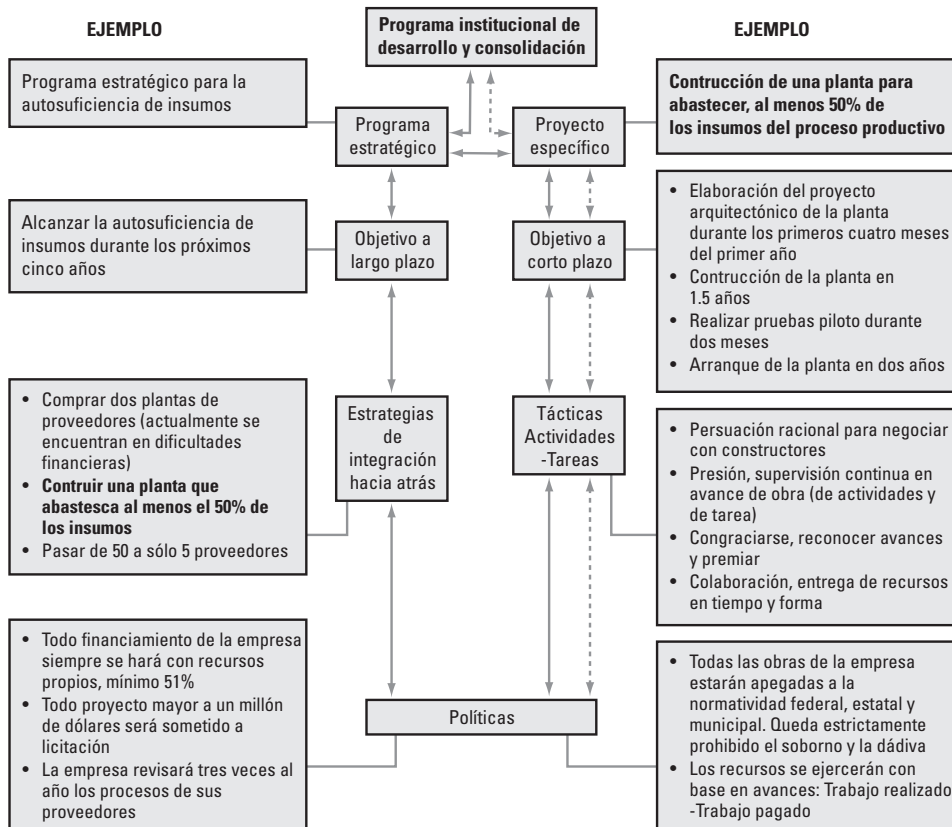 EJEMPLO
Programa institucional de
desarrollo y consolidación
EJEMPLO
Programa estratégico para la
autosuficiencia de insumos
Programa
estratégico
Proyecto
específico
Contrucción de una planta para
abastecer, al menos 50% de
los insumos del proceso productivo
Alcanzar la autosuficiencia de
insumos durante los próximos
cinco años
Objetivo a
largo plazo
Objetivo a
corto plazo
• Elaboración del proyecto
arquitectónico de la planta
durante los primeros cuatro meses
del primer año
• Contrucción de la planta en
1.5 años
• Realizar pruebas piloto durante
dos meses
• Arranque de la planta en dos años
• Comprar dos plantas de
proveedores (actualmente se
encuentran en dificultades
financieras)
• Contruir una planta que
abastesca al menos el 50% de
los insumos
• Pasar de 50 a sólo 5 proveedores
Estrategias
de
integración
hacia atrás
Tácticas
Actividades
-Tareas
• Persuación racional para negociar
con constructores
• Presión, supervisión continua en
avance de obra (de actividades y
de tarea)
• Congraciarse, reconocer avances
y premiar
• Colaboración, entrega de recursos
en tiempo y forma
• Todo financiamiento de la empresa
siempre se hará con recursos
propios, mínimo 51%
• Todo proyecto mayor a un millón
de dólares será sometido a
licitación
• La empresa revisará tres veces al
año los procesos de sus
proveedores
Políticas
• Todas las obras de la empresa
estarán apegadas a la
normatividad federal, estatal y
municipal. Queda estrictamente
prohibido el soborno y la dádiva
• Los recursos se ejercerán con
base en avances: Trabajo realizado
-Trabajo pagado